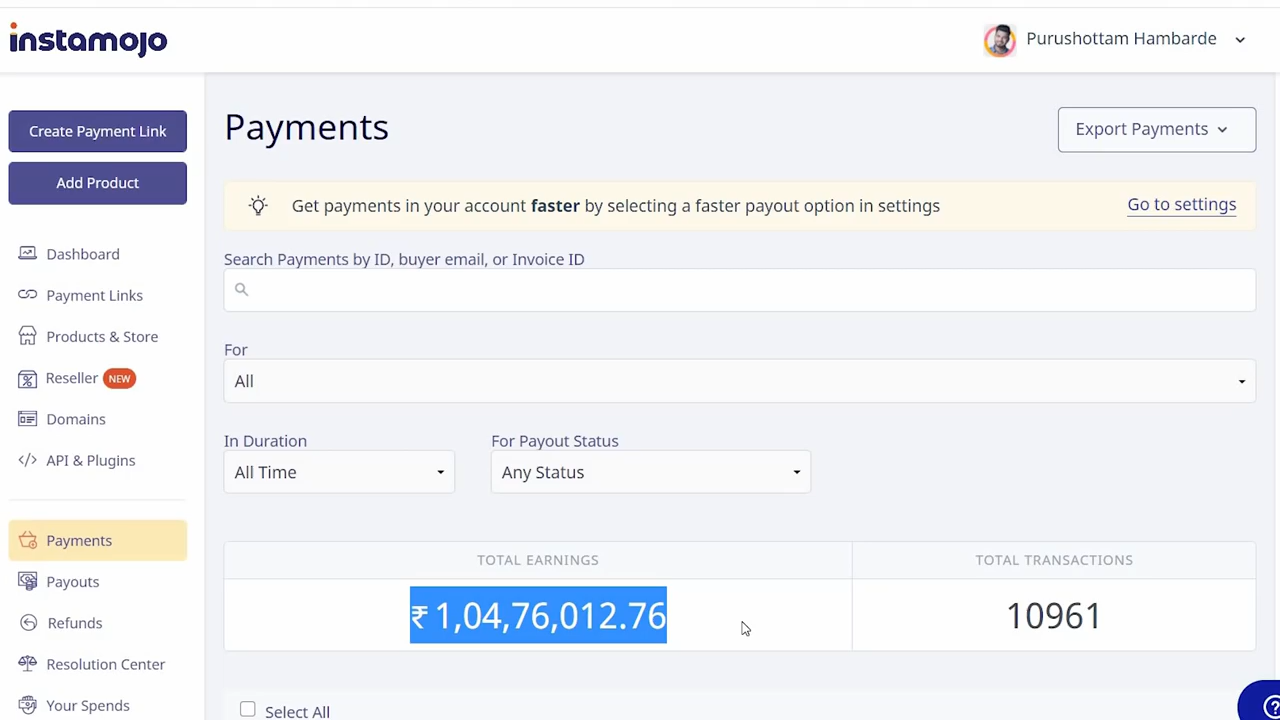 instamojo
Purushottam Hambarde
Create Payment Link
Add Product
Dashboard
Payment Links
Products & Store
Reseller NEW
Domains
API & Plugins
Payments
Payouts
Refunds
Resolution Center
Your Spends
Payments
Export Payments
Get payments in your account faster by selecting a faster payout option in settings
Go to settings
Search Payments by ID, buyer email, or Invoice ID
For
All
In Duration
For Payout Status
All Time
Any Status
TOTAL EARNINGS
TOTAL TRANSACTIONS
₹ 1,04,76,012.76
10961
Select All